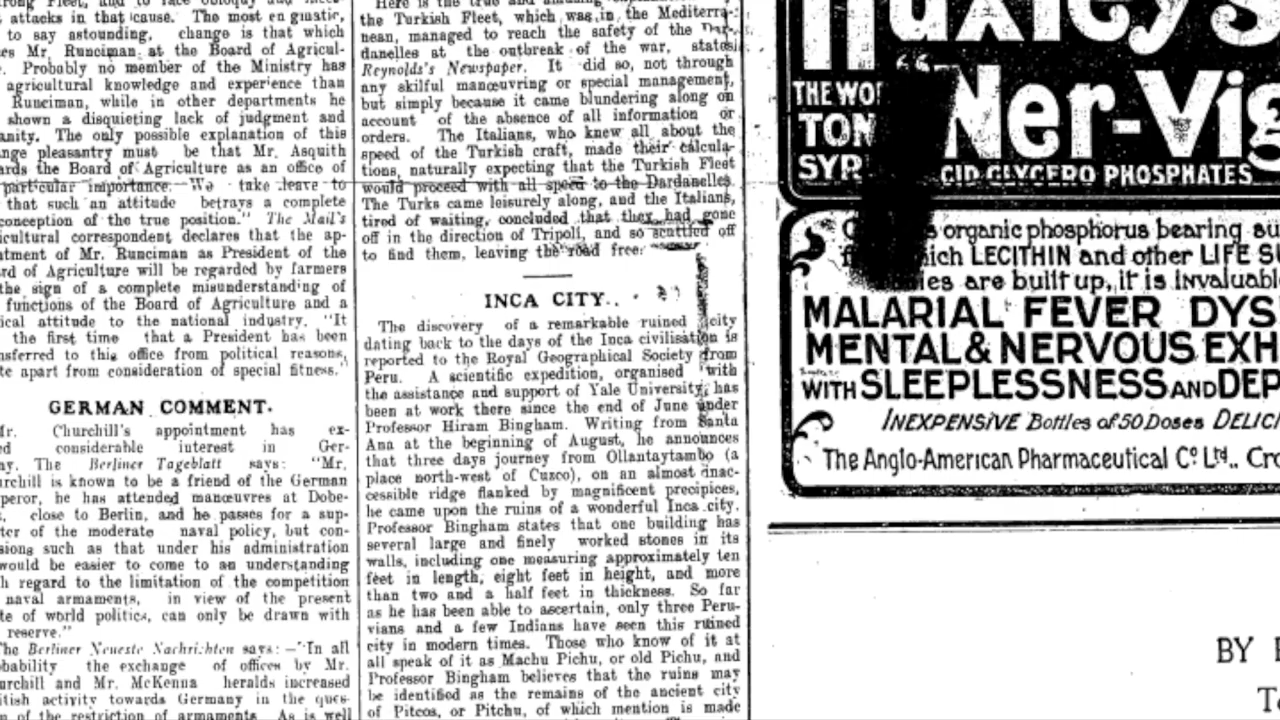 attacks in that cause. The most enigmatic,
to say astounding, change is that which
es Mr. Runciman at the Board of Agricul-
Probably no member of the Ministry has
agricultural knowledge and experience than
Runciman, while in other departments he
shown a disquieting lack of judgment and
anity. The only possible explanation of this
nge pleasantry must be that Mr. Asquith
ards the Board of Agriculture as an office of
particular importance. We take leave to
that such an attitude betrays a complete
conception of the true position." The Mail's
icultural correspondent declares that the ap-
ntment of Mr. Runciman as President of the
rd of Agriculture will be regarded by farmers
the sign of a complete misunderstanding of
functions of the Board of Agriculture and a
ical attitude to the national industry. "It
the first time that a President has been
nsferred to this office from political reasons,
te apart from consideration of special fitness."
GERMAN COMMENT.
Mr. Churchill's appointment has ex-
ed considerable interest in Ger-
ny. The Berliner Tageblatt says: "Mr.
urchill is known to be a friend of the German
peror, he has attended manœuvres at Dobe-
close to Berlin, and he passes for a sup-
ter of the moderate naval policy, but con-
sions such as that under his administration
would be easier to come to an understanding
h regard to the limitation of the competition
naval armaments, in view of the present
te of world politics, can only be drawn with
reserve."
The Berliner Neueste Nachrichten says:—"In all
obability the exchange of offices by Mr.
urchill and Mr. McKenna heralds increased
itish activity towards Germany in the ques-
n of the restriction of armaments. As is well
the Turkish Fleet, which was in the Mediterra-
nean, managed to reach the safety of the Dar-
danelles at the outbreak of the war, states
Reynolds's Newspaper. It did so, not through
any skilful manœuvring or special management,
but simply because it came blundering along on
account of the absence of all information or
orders. The Italians, who knew all about the
speed of the Turkish craft, made their calcula-
tions, naturally expecting that the Turkish Fleet
would proceed with all speed to the Dardanelles.
The Turks came leisurely along, and the Italians,
tired of waiting, concluded that they had gone
off in the direction of Tripoli, and so scuttled off
to find them, leaving the road free.
INCA CITY.
The discovery of a remarkable ruined city
dating back to the days of the Inca civilisation is
reported to the Royal Geographical Society from
Peru. A scientific expedition, organised with
the assistance and support of Yale University, has
been at work there since the end of June under
Professor Hiram Bingham. Writing from Santa
Ana at the beginning of August, he announces
that three days journey from Ollantaytambo (a
place north-west of Cuzco), on an almost inac-
cessible ridge flanked by magnificent precipices,
he came upon the ruins of a wonderful Inca city.
Professor Bingham states that one building has
several large and finely worked stones in its
walls, including one measuring approximately ten
feet in length, eight feet in height, and more
than two and a half feet in thickness. So far
as he has been able to ascertain, only three Peru-
vians and a few Indians have seen this ruined
city in modern times. Those who know of it at
all speak of it as Machu Pichu, or old Pichu, and
Professor Bingham believes that the ruins may
be identified as the remains of the ancient city
of Pitcos, or Pitchu, of which mention is made
Huxley's
"Ner-Vig
THE WO
TON
SYR
CID GLYCERO PHOSPHATES
organic phosphorus bearing su
ich LECITHIN and other LIFE S
ies are built up, it is invaluabl
MALARIAL FEVER DYS
MENTAL & NERVOUS EXH
WITH SLEEPLESSNESS AND DEP
INEXPENSIVE Bottles of 50 Doses DELICI
The Anglo-American Pharmaceutical Co Ltd., Cro
BY